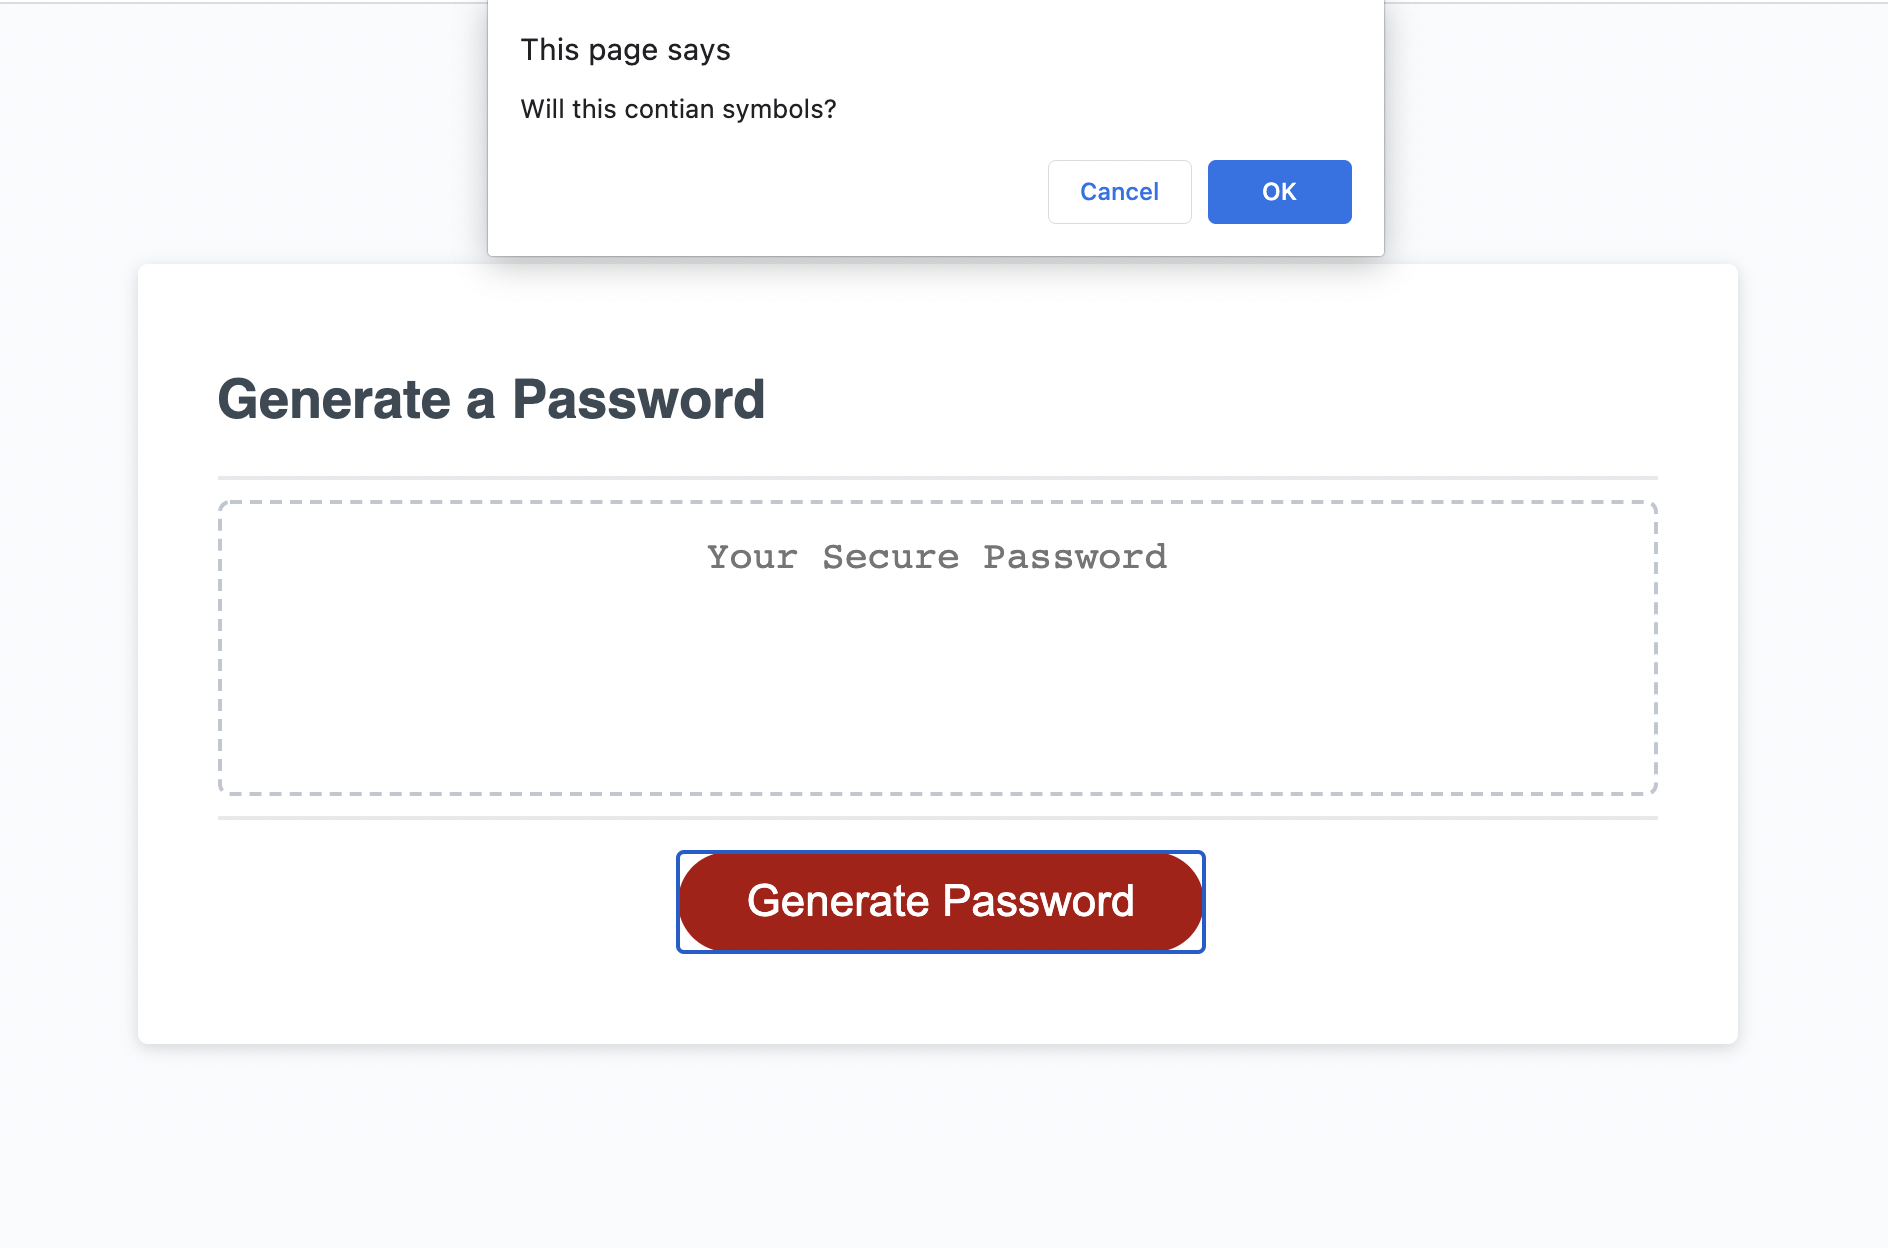 This page says
Will this contian symbols?
Cancel
OK
Generate a Password
Your Secure Password
Generate Password